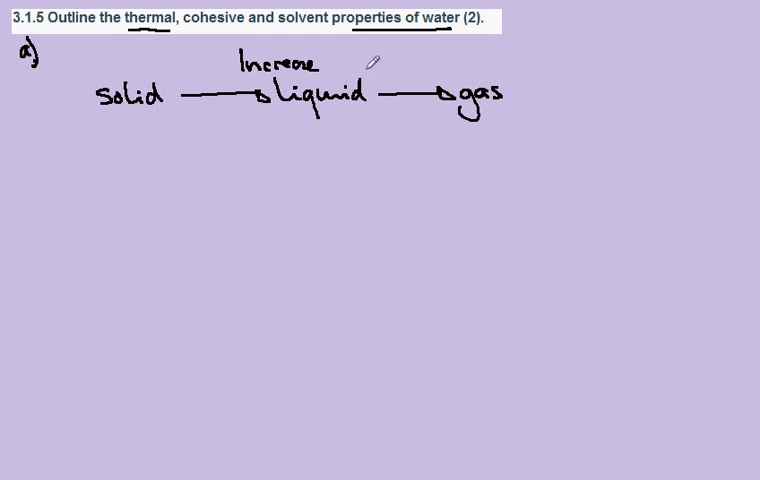 3.1.5 Outline the thermal, cohesive and solvent properties of water (2).
a),
Increase
solid liquid gas